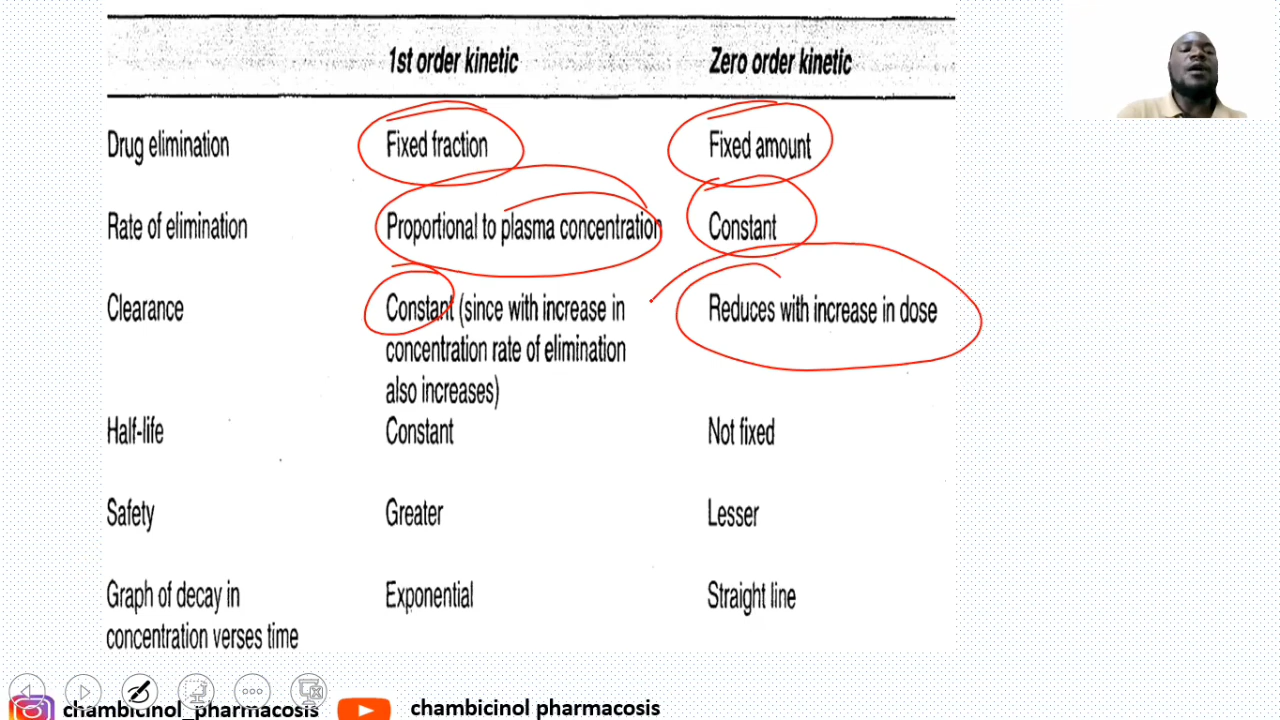 1st order kinetic Zero order kinetic
Drug elimination Fixed fraction Fixed amount
Rate of elimination Proportional to plasma concentration Constant
Clearance Constant (since with increase in Reduces with increase in dose
concentration rate of elimination
also increases)
Half-life Constant Not fixed
Safety Greater Lesser
Graph of decay in Exponential Straight line
concentration verses time
chambicinol_pharmacosis chambicinol pharmacosis